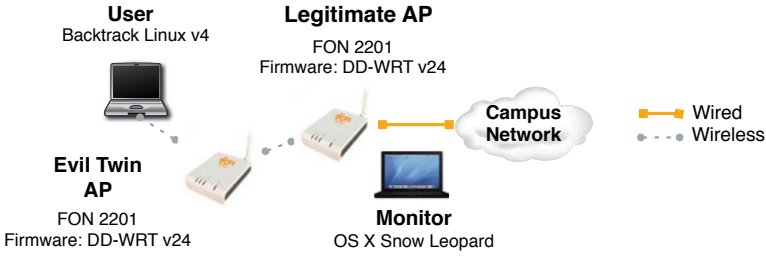 User
Backtrack Linux v4
Legitimate AP
FON 2201
Firmware: DD-WRT v24
Campus
Network
Wired
Wireless
Evil Twin
AP
FON 2201
Firmware: DD-WRT v24
Monitor
OS X Snow Leopard